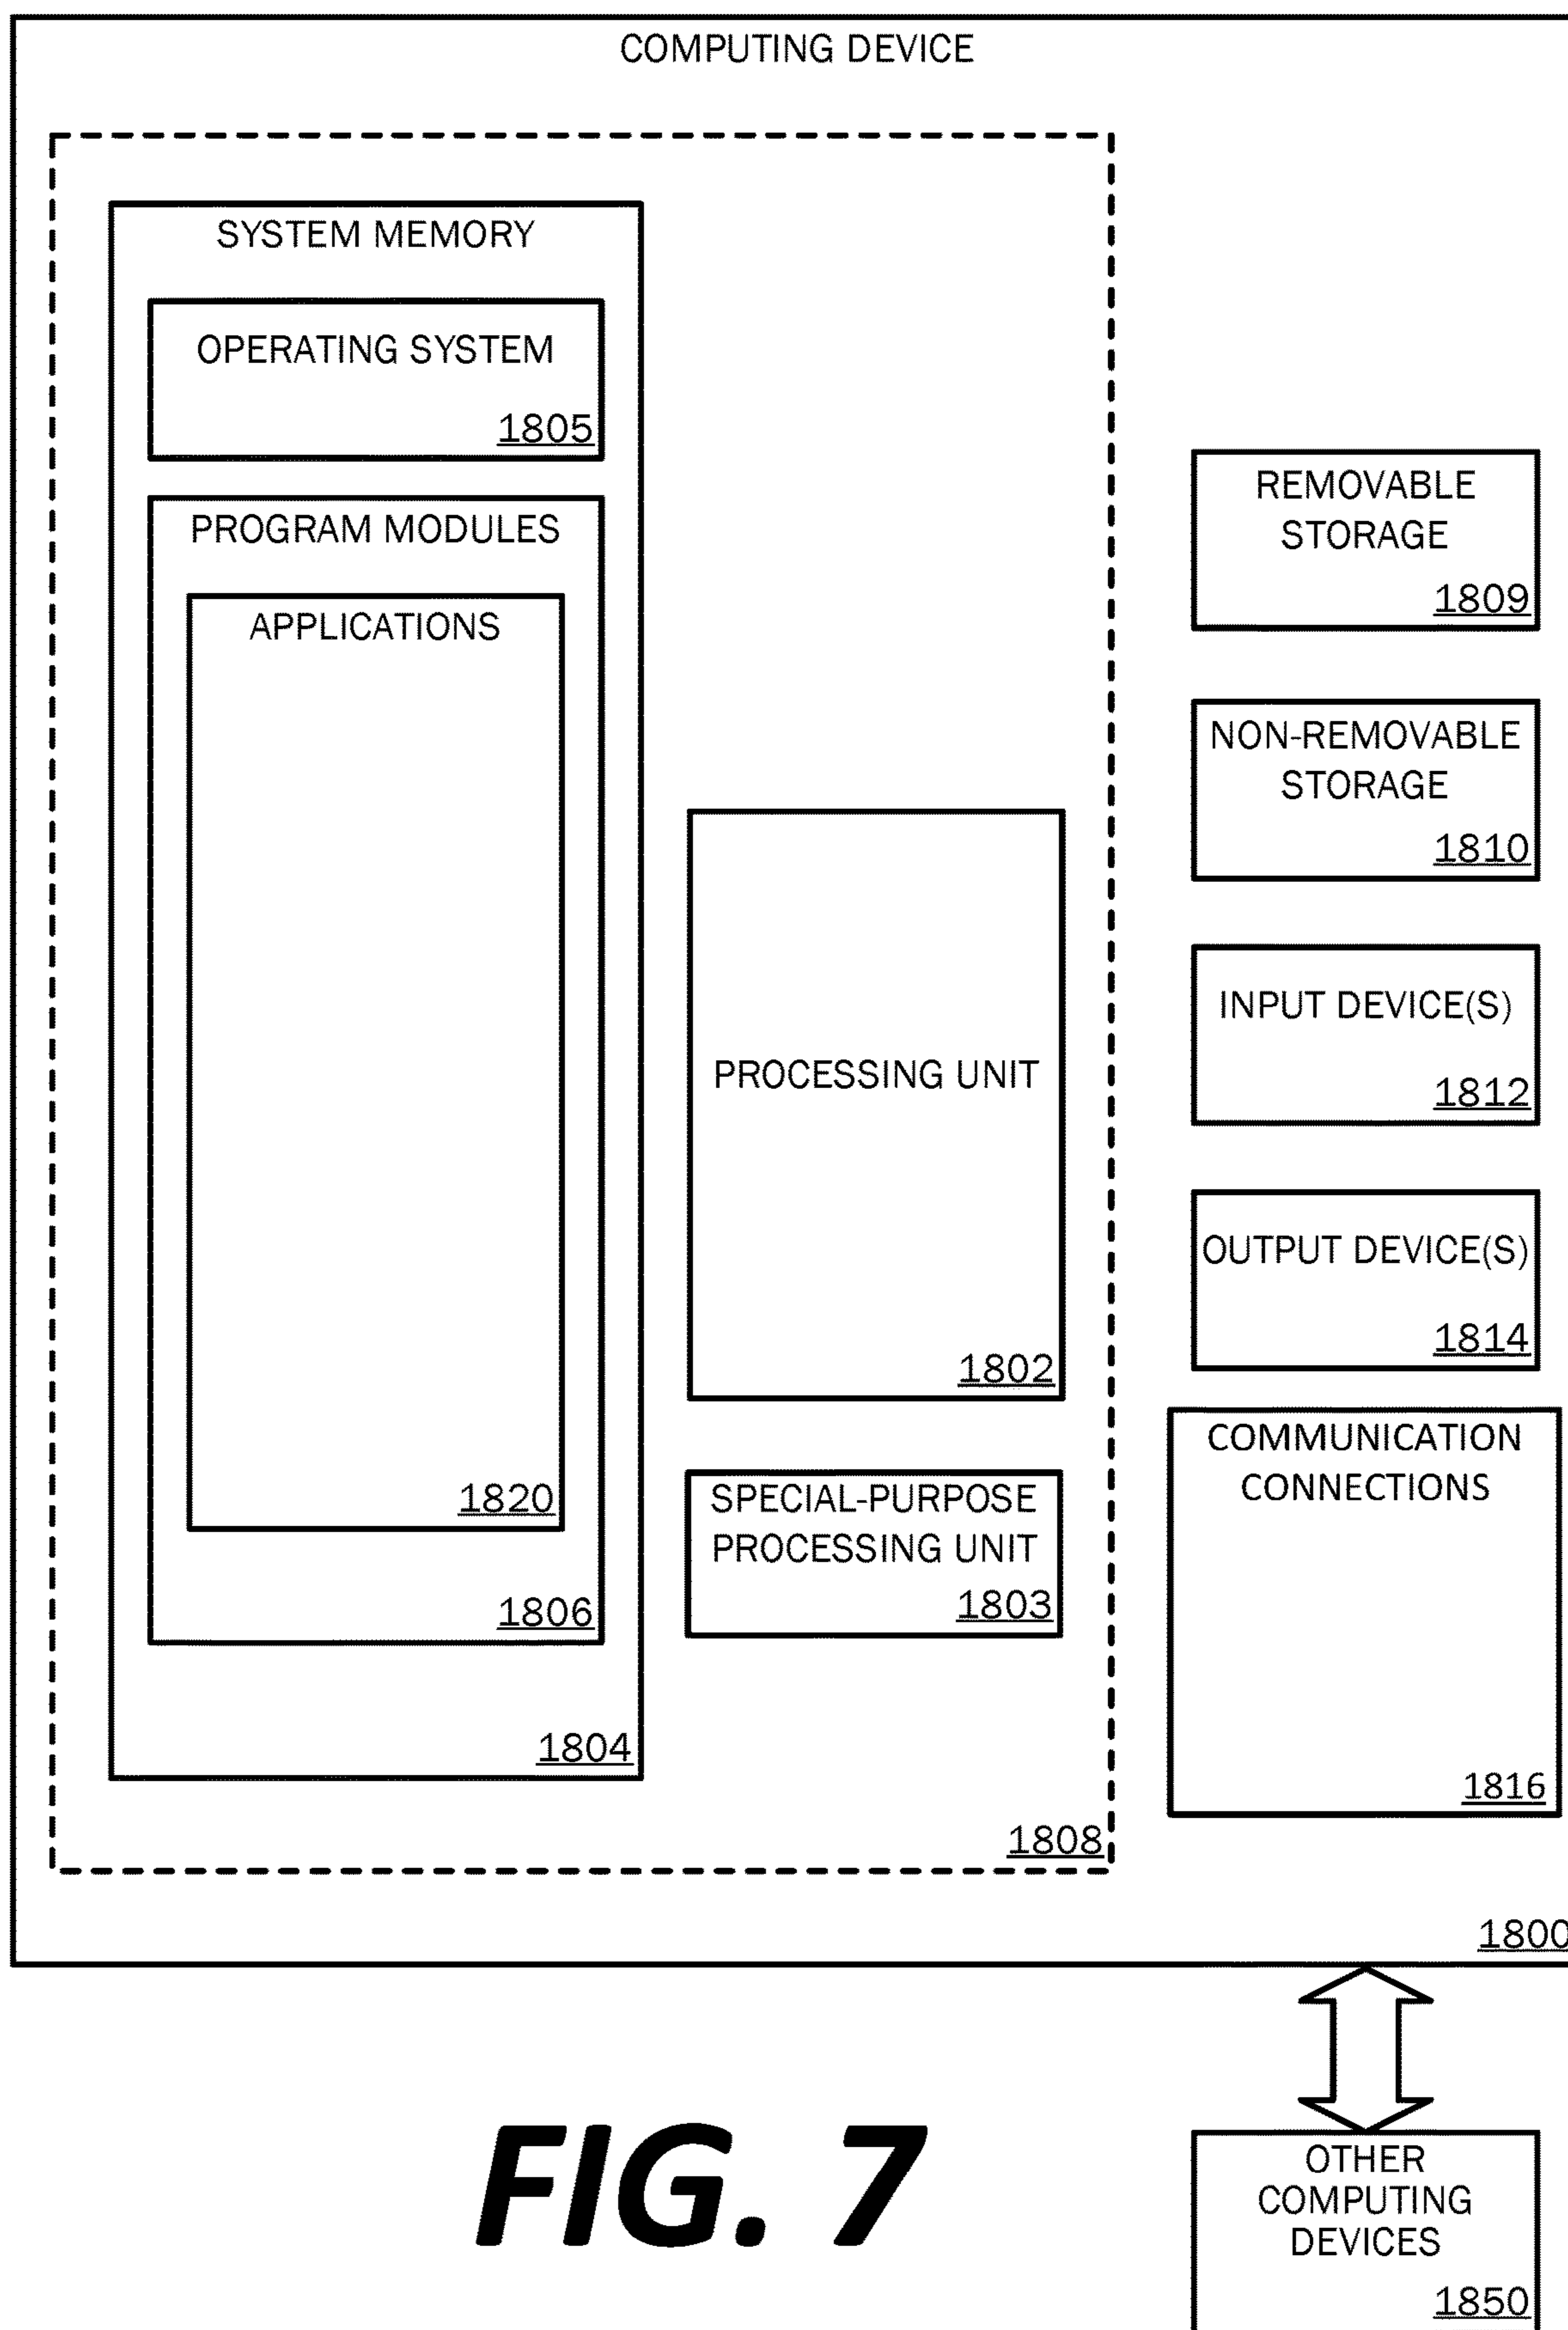 COMPUTING DEVICE
SYSTEM MEMORY
OPERATING SYSTEM
1805
PROGRAM MODULES
APPLICATIONS
1820
1806
1804
PROCESSING UNIT
1802
SPECIAL-PURPOSE
PROCESSING UNIT
1803
1808
REMOVABLE
STORAGE
1809
NON-REMOVABLE
STORAGE
1810
INPUT DEVICE(S)
1812
OUTPUT DEVICE(S)
1814
COMMUNICATION
CONNECTIONS
1816
1800
OTHER
COMPUTING
DEVICES
1850
FIG. 7